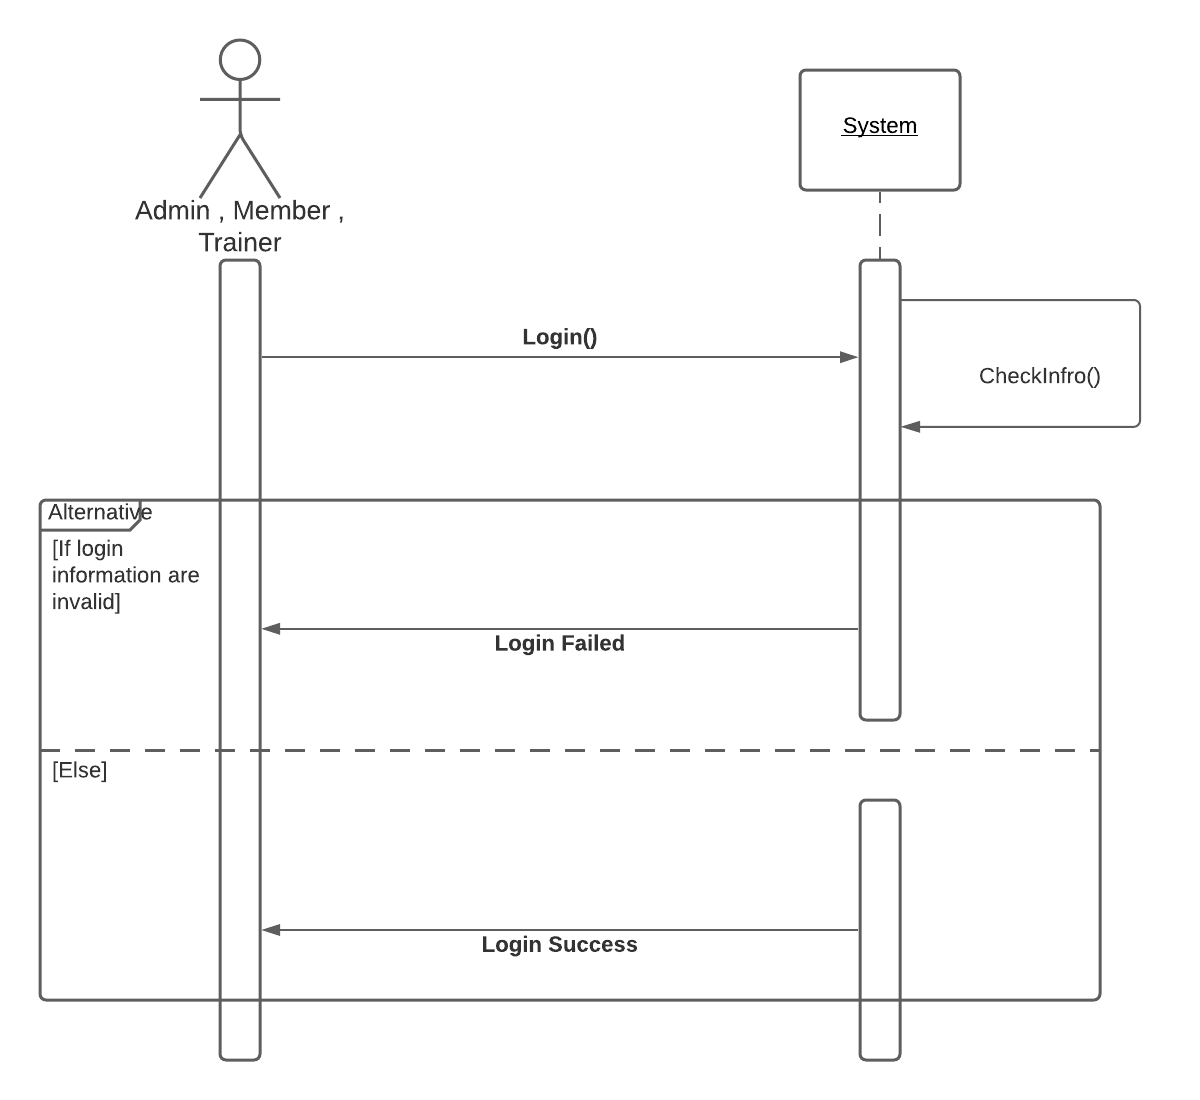 System
Admin , Member ,
Trainer
Login()
CheckInfro()
Alternative
[If login
information are
invalid]
Login Failed
[Else]
Login Success